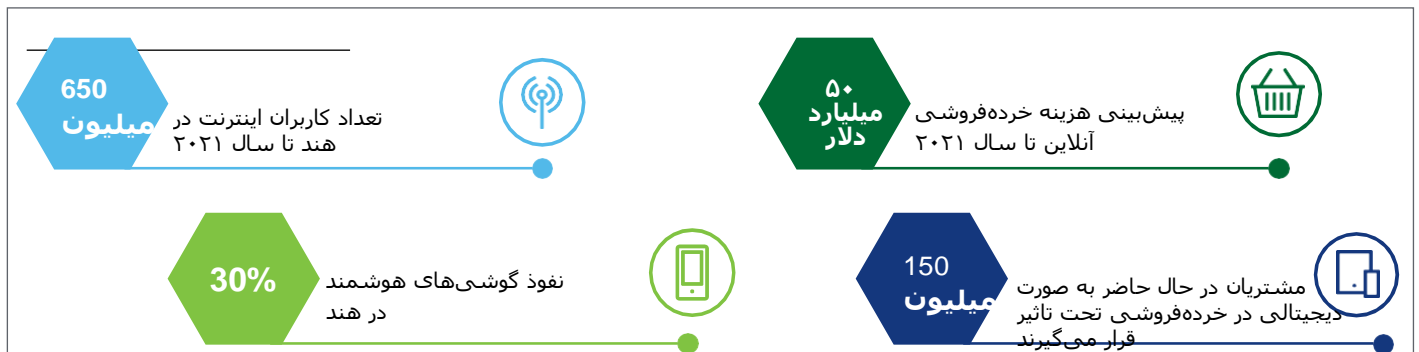 ۵۰
میلیارد
دلار
پیش‌بینی هزینه خرده‌فروشی
آنلاین تا سال ۲۰۲۱
650
میلیون
تعداد کاربران اینترنت در
هند تا سال ۲۰۲۱
150
میلیون
مشتریان در حال حاضر به صورت
دیجیتالی در خرده‌فروشی تحت تاثیر
قرار می‌گیرند
30%
نفوذ گوشی‌های هوشمند
در هند